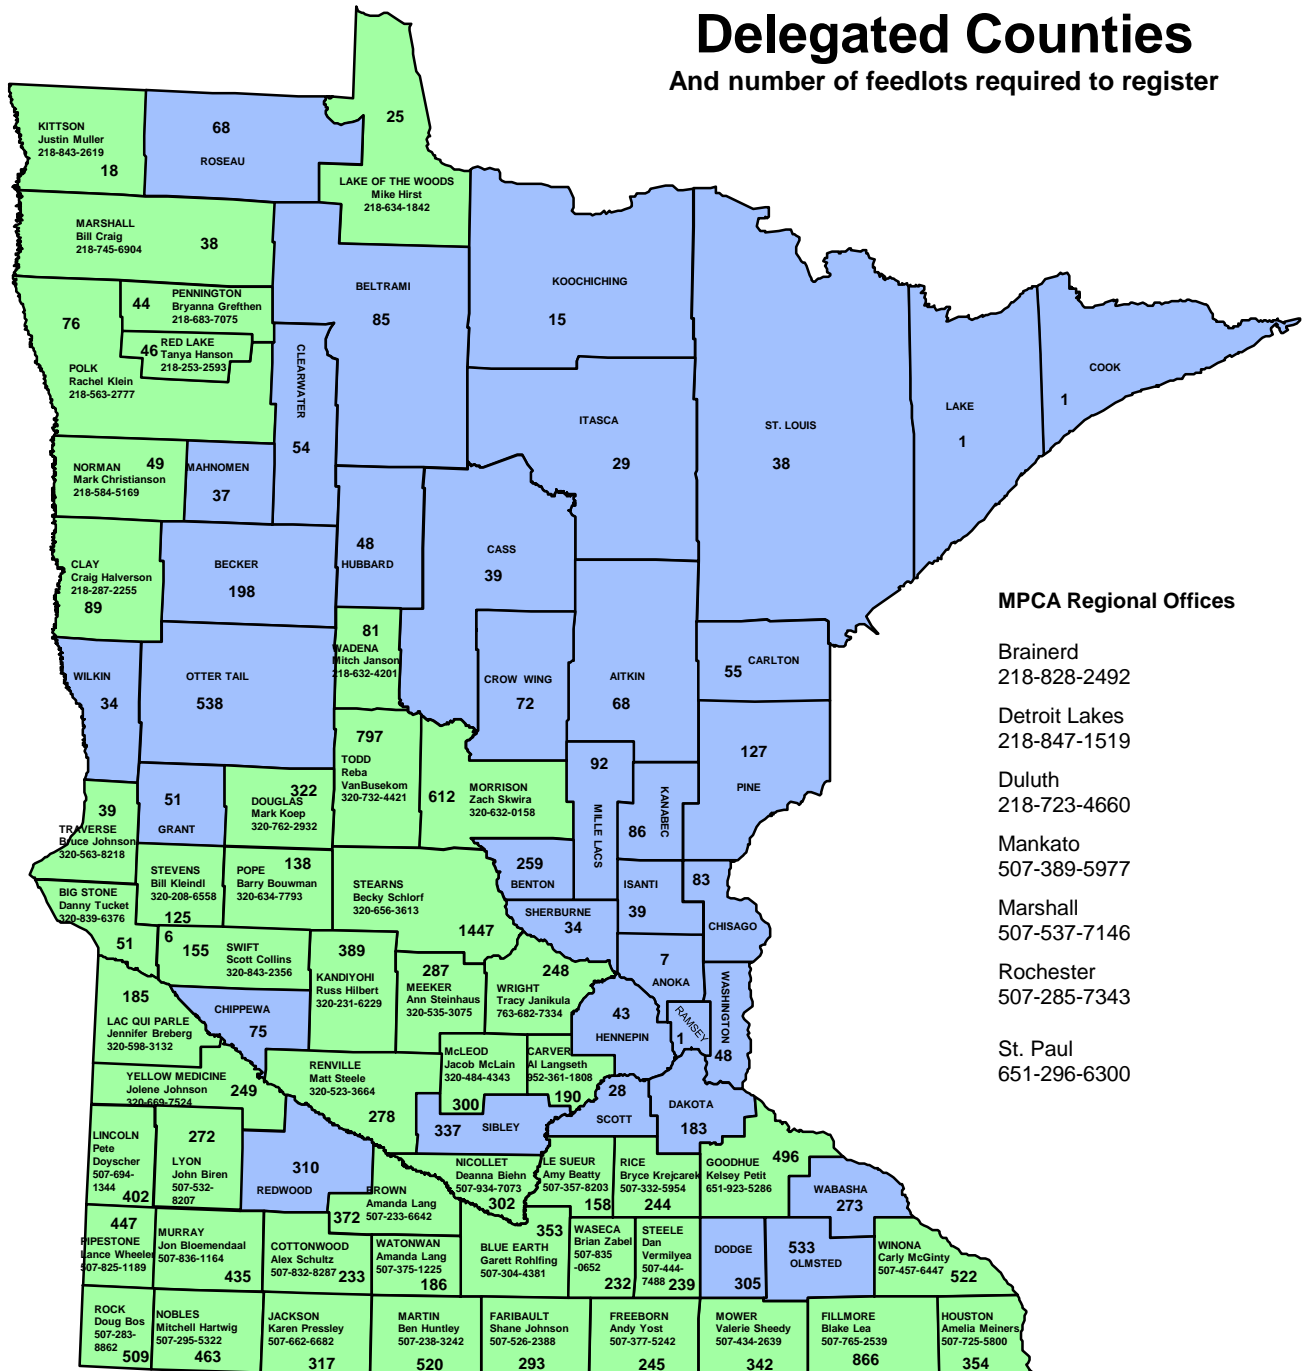 Delegated Counties
And number of feedlots required to register
KITTSON
Justin Muller
218-843-2619
18
68
ROSEAU
25
LAKE OF THE WOODS
Mike Hirst
218-634-1842
MARSHALL
Bill Craig
218-745-6904
38
BELTRAMI
85
KOOCHICHING
15
44
PENNINGTON
Bryanna Grefthen
218-683-7075
76
46
RED LAKE
Tanya Hanson
218-253-2593
POLK
Rachel Klein
218-563-2777
CLEARWATER
54
ITASCA
29
ST. LOUIS
38
LAKE
1
COOK
1
NORMAN
Mark Christianson
218-584-5169
49
MAHNOMEN
37
CLAY
Craig Halverson
218-287-2255
89
BECKER
198
48
HUBBARD
CASS
39
81
WADENA
Mitch Janson
218-632-4201
WILKIN
34
OTTER TAIL
538
CROW WING
72
AITKIN
68
55
CARLTON
127
PINE
797
TODD
Reba
VanBusekom
320-732-4421
612
MORRISON
Zach Skwira
320-632-0158
92
MILLE LACS
KANABEC
86
39
TRAVERSE
Bruce Johnson
320-563-8218
51
GRANT
322
DOUGLAS
Mark Koep
320-762-2932
STEVENS
Bill Kleindl
320-208-6558
125
138
POPE
Barry Bouwman
320-634-7793
STEARNS
Becky Schlorf
320-656-3613
1447
259
BENTON
SHERBURNE
34
ISANTI
39
83
CHISAGO
BIG STONE
Danny Tucket
320-839-6376
51
6
155
SWIFT
Scott Collins
320-843-2356
389
KANDIYOHI
Russ Hilbert
320-231-6229
287
MEEKER
Ann Steinhaus
320-535-3075
248
WRIGHT
Tracy Janikula
763-682-7334
7
ANOKA
WASHINGTON
48
RAMSEY
1
43
HENNEPIN
185
LAC QUI PARLE
Jennifer Breberg
320-598-3132
CHIPPEWA
75
RENVILLE
Matt Steele
320-523-3664
278
McLEOD
Jacob McLain
320-484-4343
300
CARVER
Al Langseth
952-361-1808
190
28
SCOTT
DAKOTA
183
YELLOW MEDICINE
Jolene Johnson
320-669-7524
249
337
SIBLEY
LINCOLN
Pete
Doyscher
507-694-
1344
402
272
LYON
John Biren
507-532-
8207
310
REDWOOD
BROWN
Amanda Lang
507-233-6642
372
NICOLLET
Deanna Biehn
507-934-7073
302
LE SUEUR
Amy Beatty
507-357-8203
158
RICE
Bryce Krejcarek
507-332-5954
244
GOODHUE
Kelsey Petit
651-923-5286
496
WABASHA
273
447
PIPESTONE
Lance Wheeler
507-825-1189
MURRAY
Jon Bloemendaal
507-836-1164
435
COTTONWOOD
Alex Schultz
507-832-8287
233
WATONWAN
Amanda Lang
507-375-1225
186
353
BLUE EARTH
Garett Rohlfing
507-304-4381
WASECA
Brian Zabel
507-835
-0652
232
STEELE
Dan
Vermilyea
507-444-
7488
239
DODGE
305
533
OLMSTED
WINONA
Carly McGinty
507-457-6447
522
ROCK
Doug Bos
507-283-
8862
509
NOBLES
Mitchell Hartwig
507-295-5322
463
JACKSON
Karen Pressley
507-662-6682
317
MARTIN
Ben Huntley
507-238-3242
520
FARIBAULT
Shane Johnson
507-526-2388
293
FREEBORN
Andy Yost
507-377-5242
245
MOWER
Valerie Sheedy
507-434-2639
342
FILLMORE
Blake Lea
507-765-2539
866
HOUSTON
Amelia Meiners
507-725-5800
354
MPCA Regional Offices
Brainerd
218-828-2492
Detroit Lakes
218-847-1519
Duluth
218-723-4660
Mankato
507-389-5977
Marshall
507-537-7146
Rochester
507-285-7343
St. Paul
651-296-6300